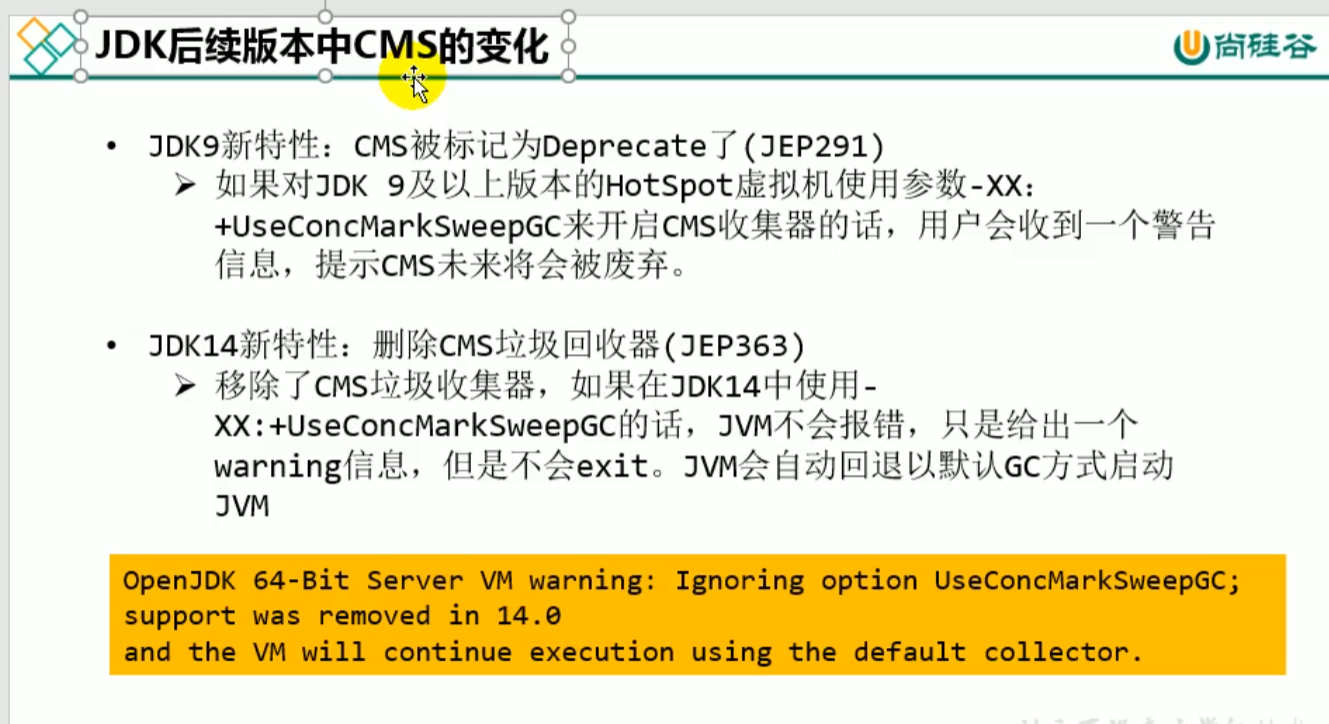 JDK后续版本中CMS的变化
尚硅谷
• JDK9新特性：CMS被标记为Deprecate了(JEP291)
➢ 如果对JDK 9及以上版本的HotSpot虚拟机使用参数-XX：
+UseConcMarkSweepGC来开启CMS收集器的话，用户会收到一个警告
信息，提示CMS未来将会被废弃。
• JDK14新特性：删除CMS垃圾回收器(JEP363)
➢ 移除了CMS垃圾收集器，如果在JDK14中使用-
XX:+UseConcMarkSweepGC的话，JVM不会报错，只是给出一个
warning信息，但是不会exit。JVM会自动回退以默认GC方式启动
JVM
OpenJDK 64-Bit Server VM warning: Ignoring option UseConcMarkSweepGC;
support was removed in 14.0
and the VM will continue execution using the default collector.